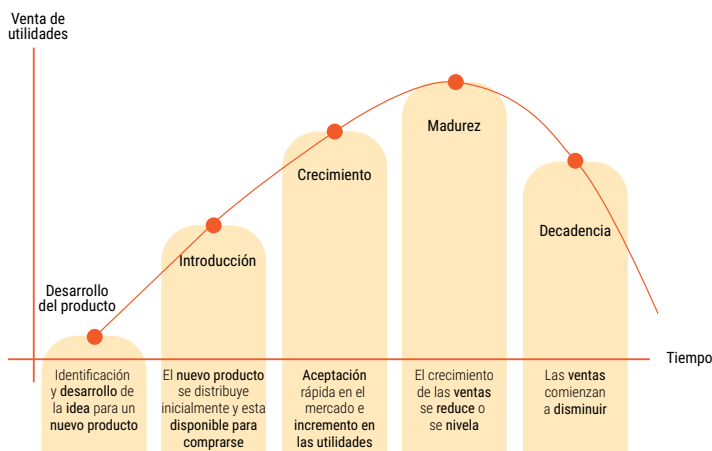 Venta de
utilidades
Madurez
Crecimiento
Decadencia
Introducción
Desarrollo
del producto
Tiempo
Identificación
y desarrollo de
la idea para un
nuevo producto
El nuevo producto
se distribuye
inicialmente y esta
disponible para
comprarse
Aceptación
rápida en el
mercado e
incremento en
las utilidades
El crecimiento
de las ventas
se reduce o
se nivela
Las ventas
comienzan
a disminuir